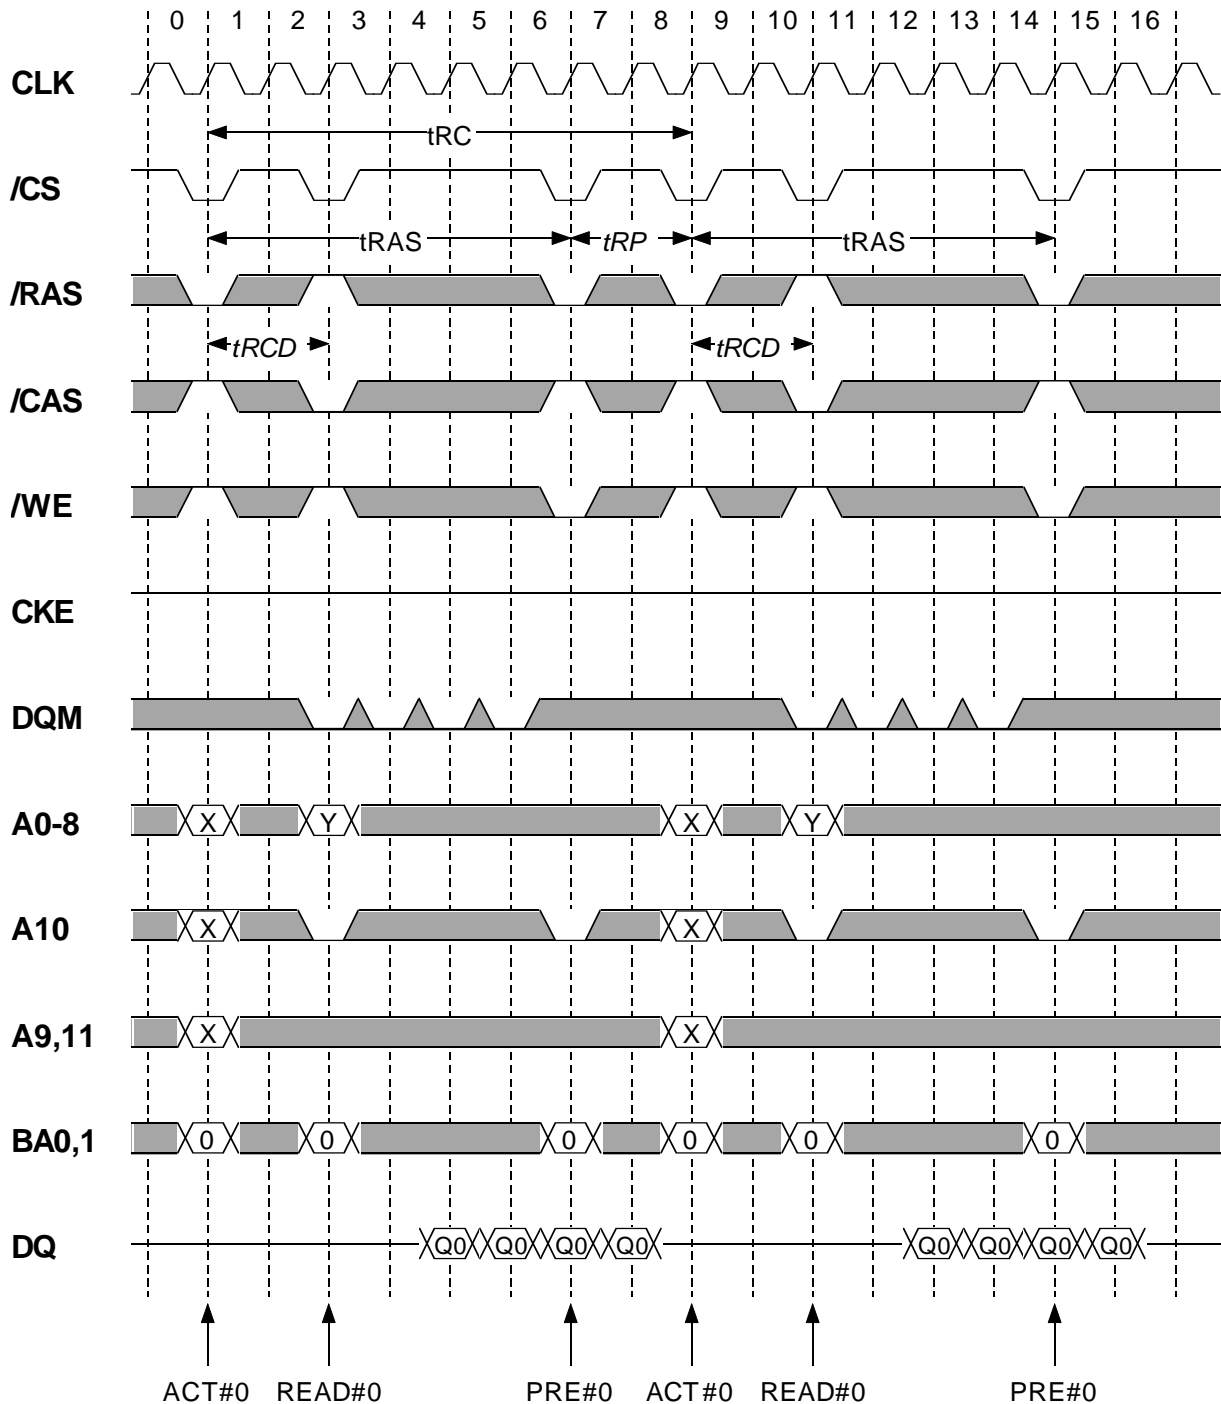 0 1 2 3 4 5 6 7 8 9 10 11 12 13 14 15 16
CLK
tRC
/CS
tRAS tRP tRAS
/RAS
tRCD tRCD
/CAS
/WE
CKE
DQM
A0-8 X Y X Y
A10 X X
A9,11 X X
BA0,1 0 0 0 0 0 0
DQ Q0 Q0 Q0 Q0 Q0 Q0 Q0 Q0
ACT#0 READ#0 PRE#0 ACT#0 READ#0 PRE#0